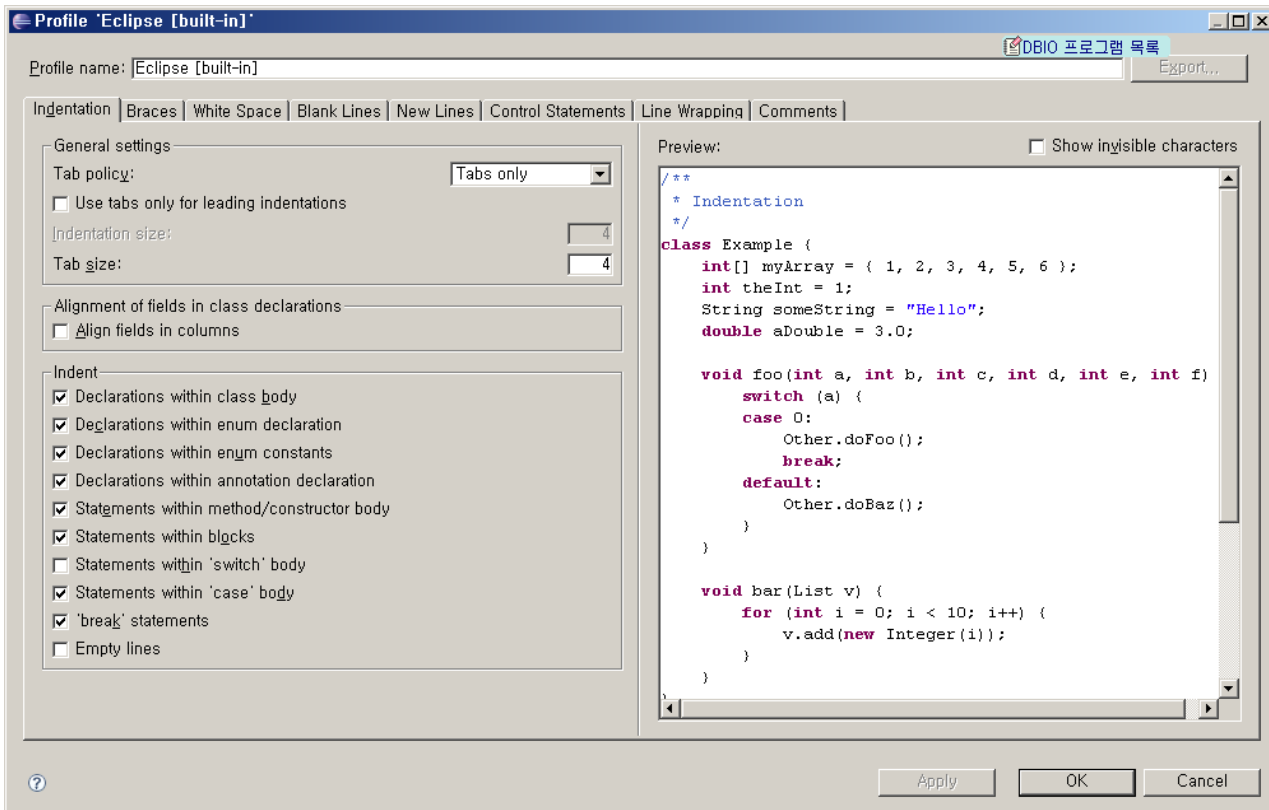 Profile 'Eclipse [built-in]'
DBIO 프로그램 목록
Profile name: Eclipse [built-in]
Export...
Indentation Braces White Space Blank Lines New Lines Control Statements Line Wrapping Comments
General settings
Tab policy: Tabs only
Use tabs only for leading indentations
Indentation size: 4
Tab size: 4
Alignment of fields in class declarations
Align fields in columns
Indent
Declarations within class body
Declarations within enum declaration
Declarations within enum constants
Declarations within annotation declaration
Statements within method/constructor body
Statements within blocks
Statements within 'switch' body
Statements within 'case' body
'break' statements
Empty lines
Preview:
Show invisible characters
/**
 * Indentation
 */
class Example {
    int[] myArray = { 1, 2, 3, 4, 5, 6 };
    int theInt = 1;
    String someString = "Hello";
    double aDouble = 3.0;
    void foo(int a, int b, int c, int d, int e, int f)
        switch (a) {
        case 0:
            Other.doFoo();
            break;
        default:
            Other.doBaz();
        }
    }
    void bar(List v) {
        for (int i = 0; i < 10; i++) {
            v.add(new Integer(i));
        }
    }
}
?
Apply
OK
Cancel